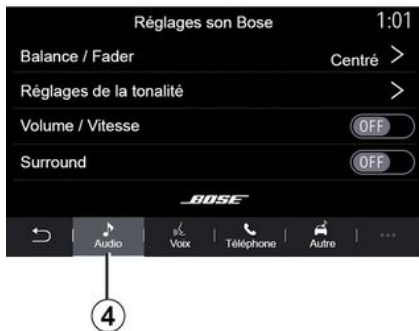 Réglages son Bose 1:01
Balance / Fader Centré >
Réglages de la tonalité >
Volume / Vitesse OFF
Surround OFF
BOSE
Audio Voix Téléphone Autre ...
4